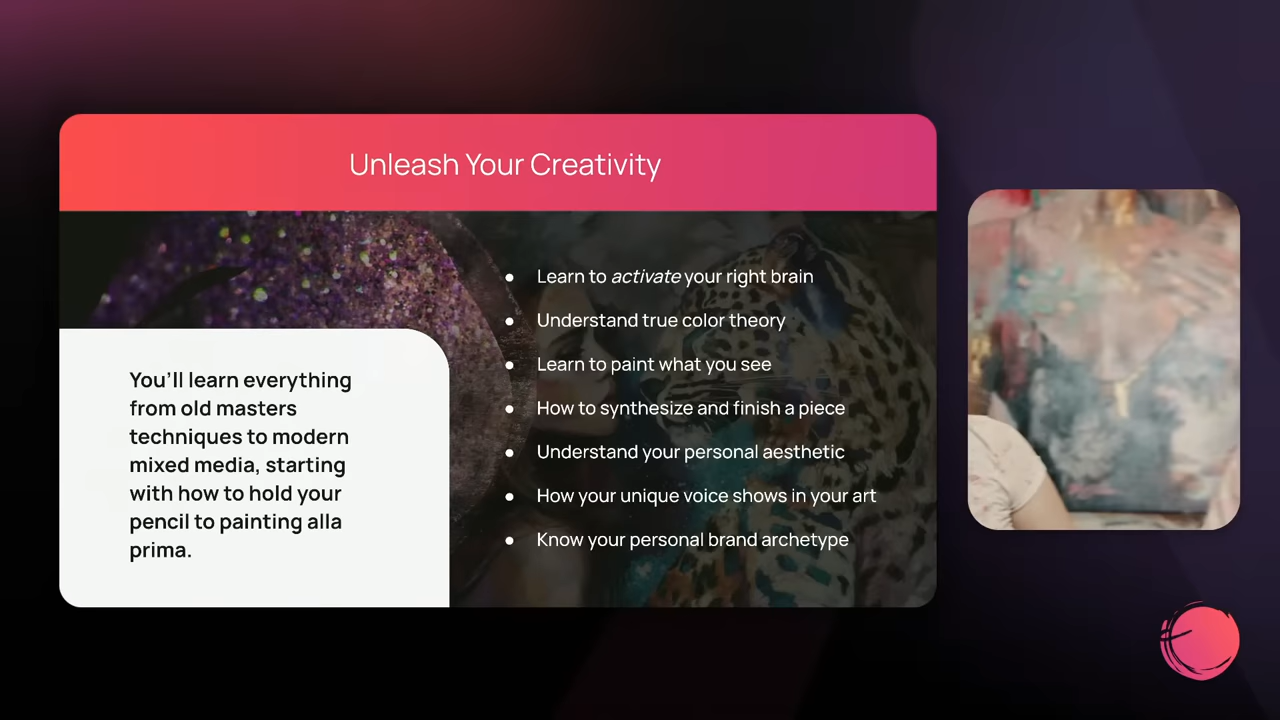 Unleash Your Creativity
You'll learn everything
from old masters
techniques to modern
mixed media, starting
with how to hold your
pencil to painting alla
prima.
● Learn to activate your right brain
● Understand true color theory
● Learn to paint what you see
● How to synthesize and finish a piece
● Understand your personal aesthetic
● How your unique voice shows in your art
● Know your personal brand archetype